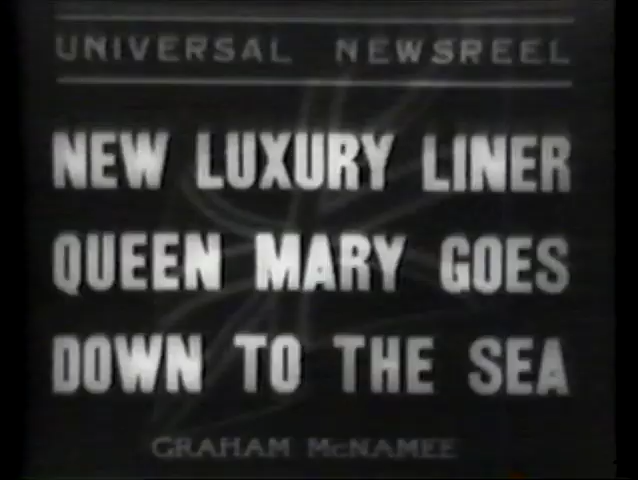 UNIVERSAL NEWSREEL
NEW LUXURY LINER
QUEEN MARY GOES
DOWN TO THE SEA
GRAHAM McNAMEE